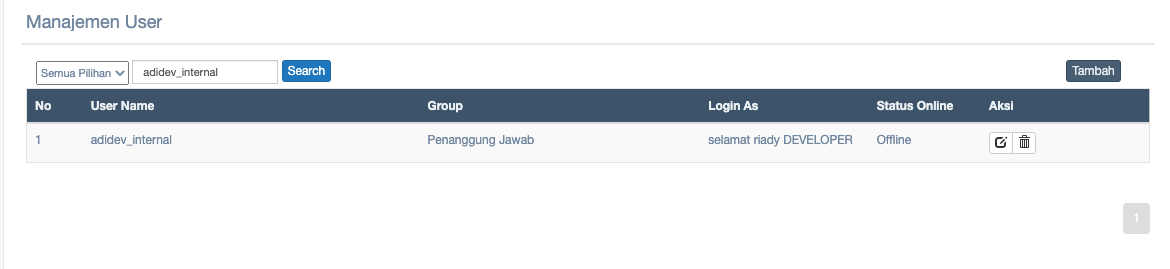 Manajemen User
Semua Pilihan adidev_internal Search Tambah
No User Name Group Login As Status Online Aksi
1 adidev_internal Penanggung Jawab selamat riady DEVELOPER Offline
1